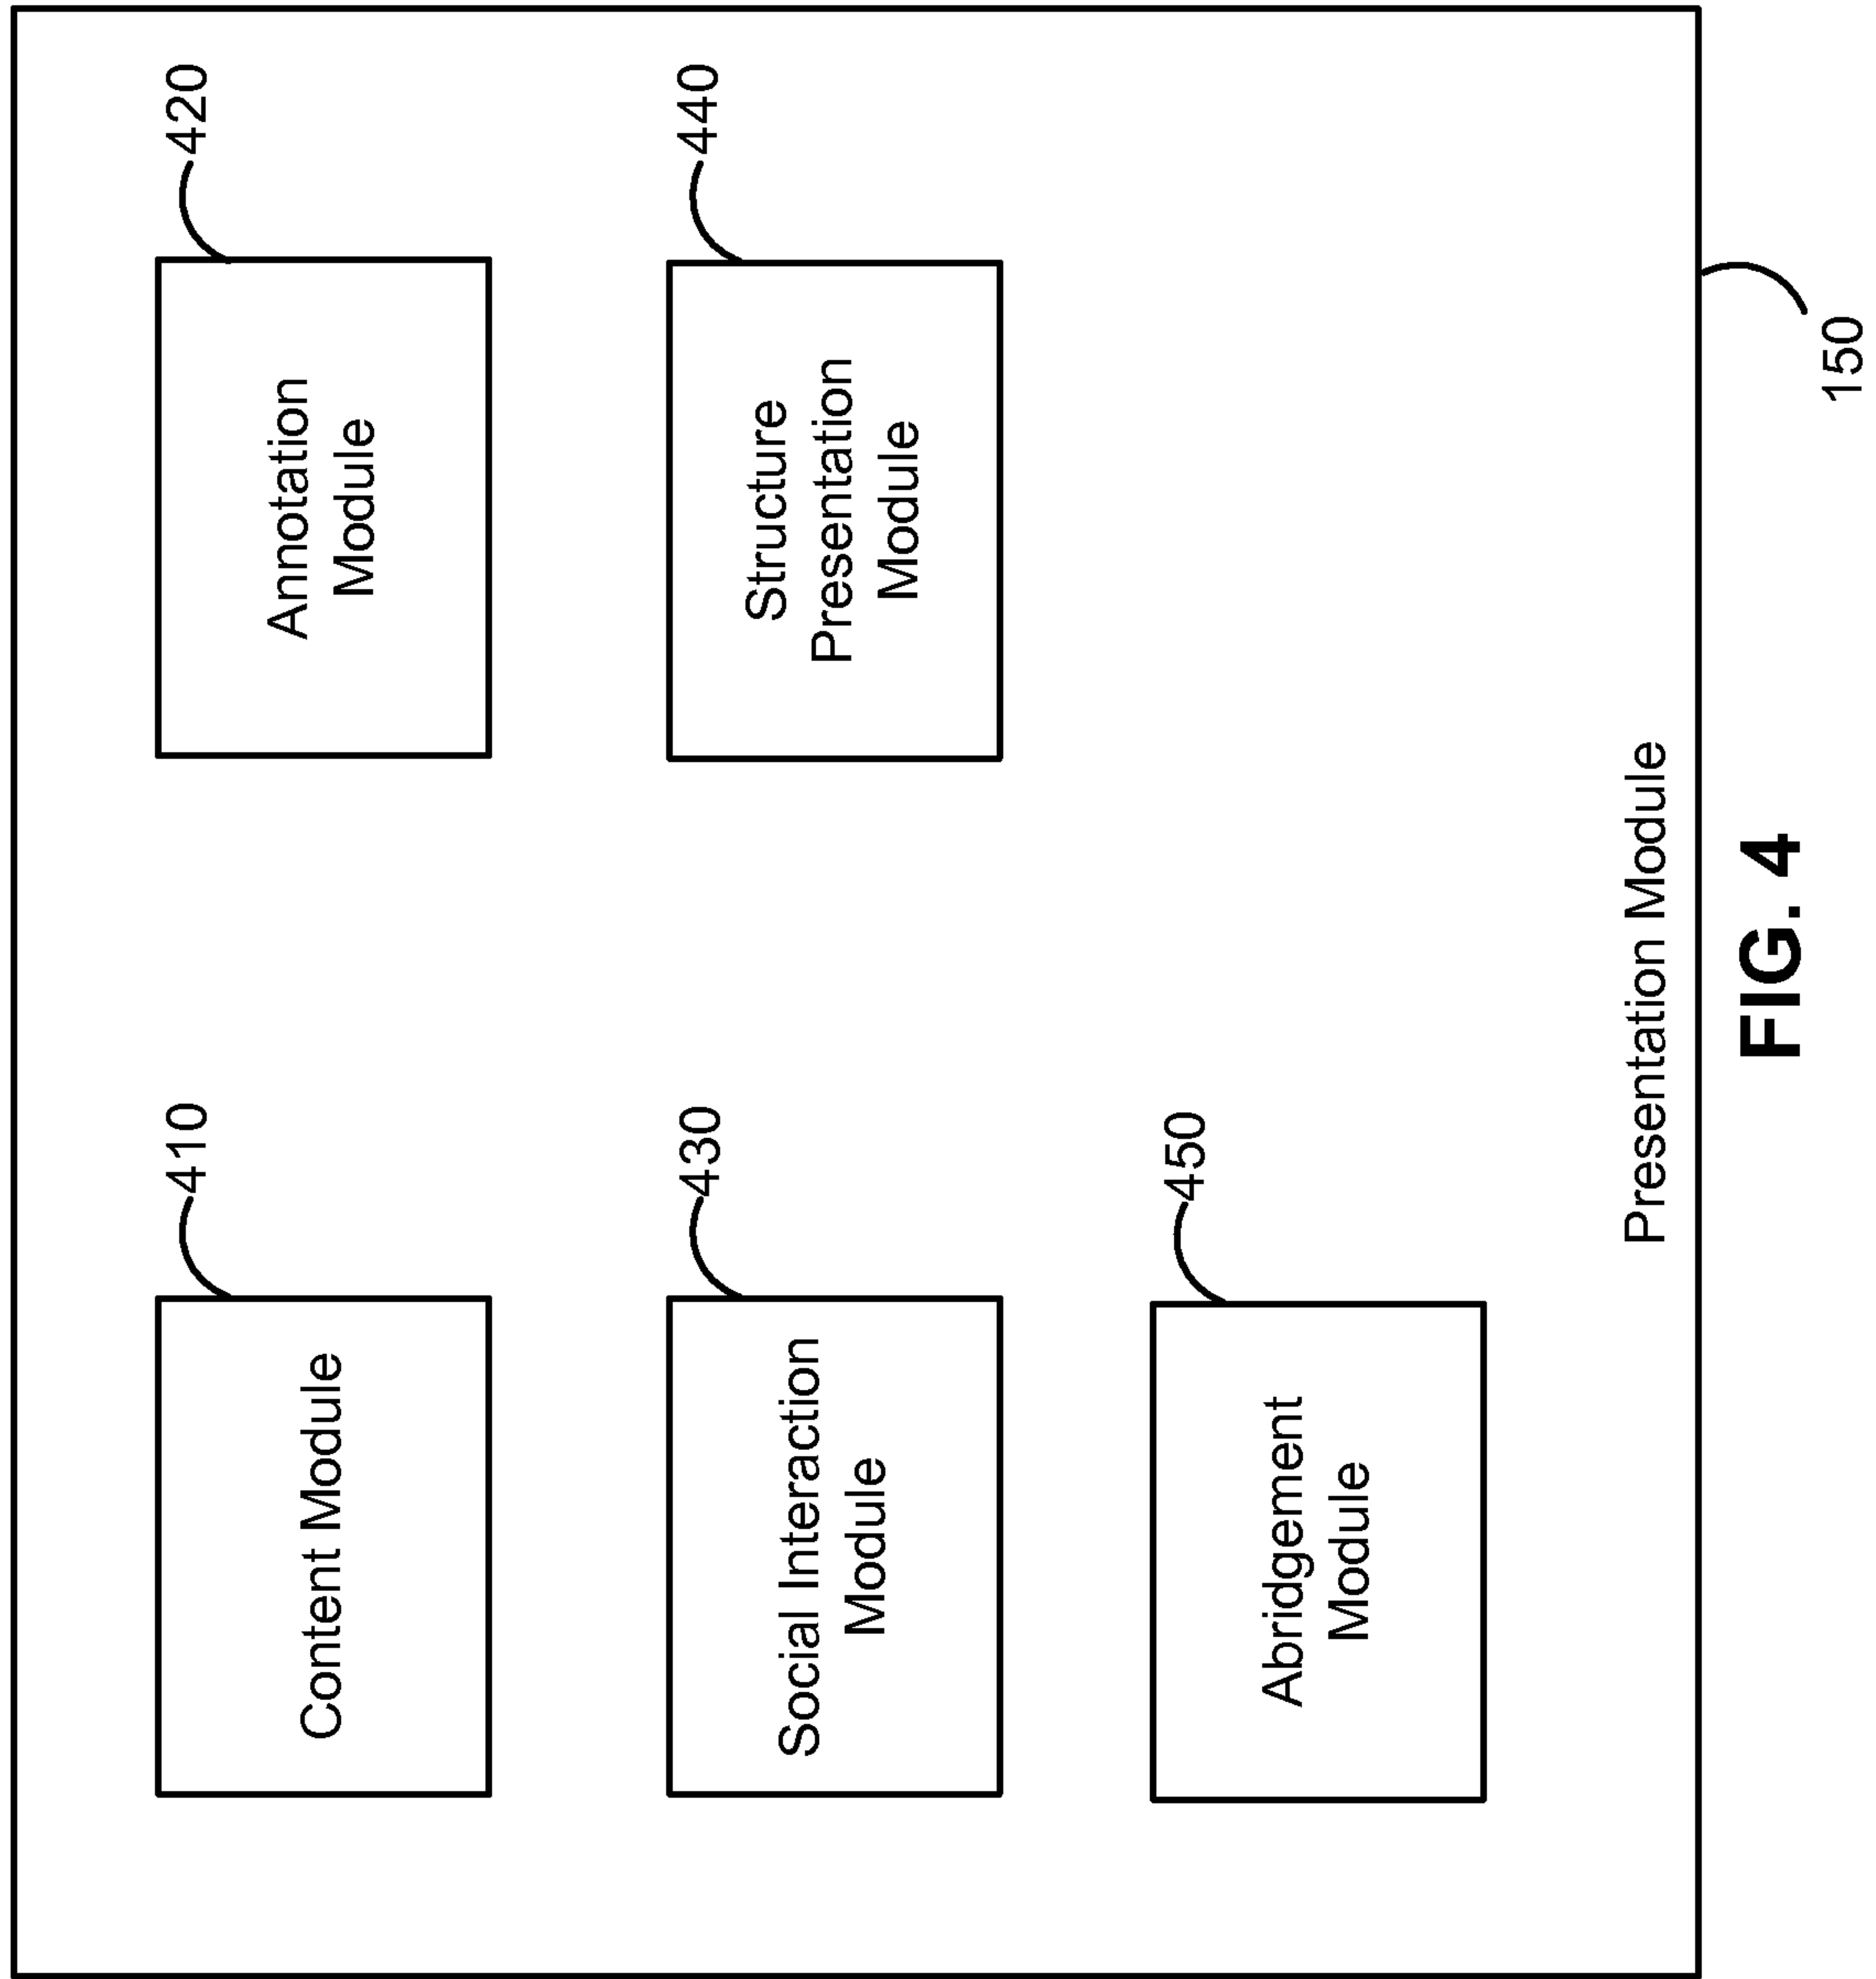 410
Content Module
420
Annotation
Module
430
Social Interaction
Module
440
Structure
Presentation
Module
450
Abridgement
Module
Presentation Module
150
FIG. 4